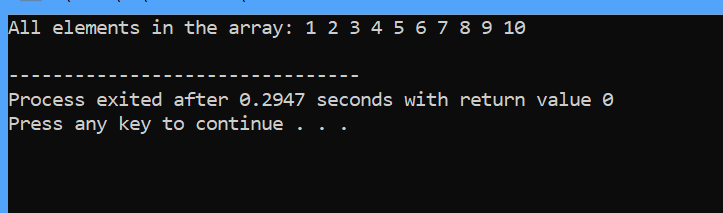 All elements in the array: 1 2 3 4 5 6 7 8 9 10
--------------------------------
Process exited after 0.2947 seconds with return value 0
Press any key to continue . . .